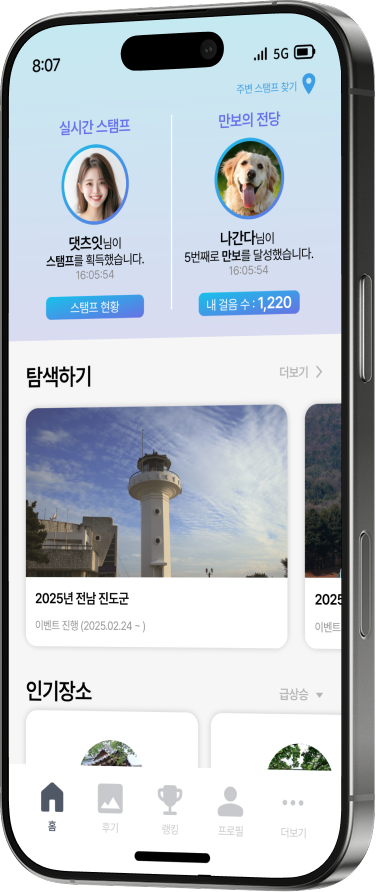 8:07
5G
주변 스탬프 찾기
실시간 스탬프
만보의 전당
댓츠잇님이
스탬프를 획득했습니다.
16:05:54
스탬프 현황
나간다님이
5번째로 만보를 달성했습니다.
16:05:54
내 걸음 수 : 1,220
탐색하기
더보기
2025년 전남 진도군
이벤트 진행 (2025.02.24 ~ )
2025
이벤트
인기장소
급상승
홈
후기
랭킹
프로필
더보기